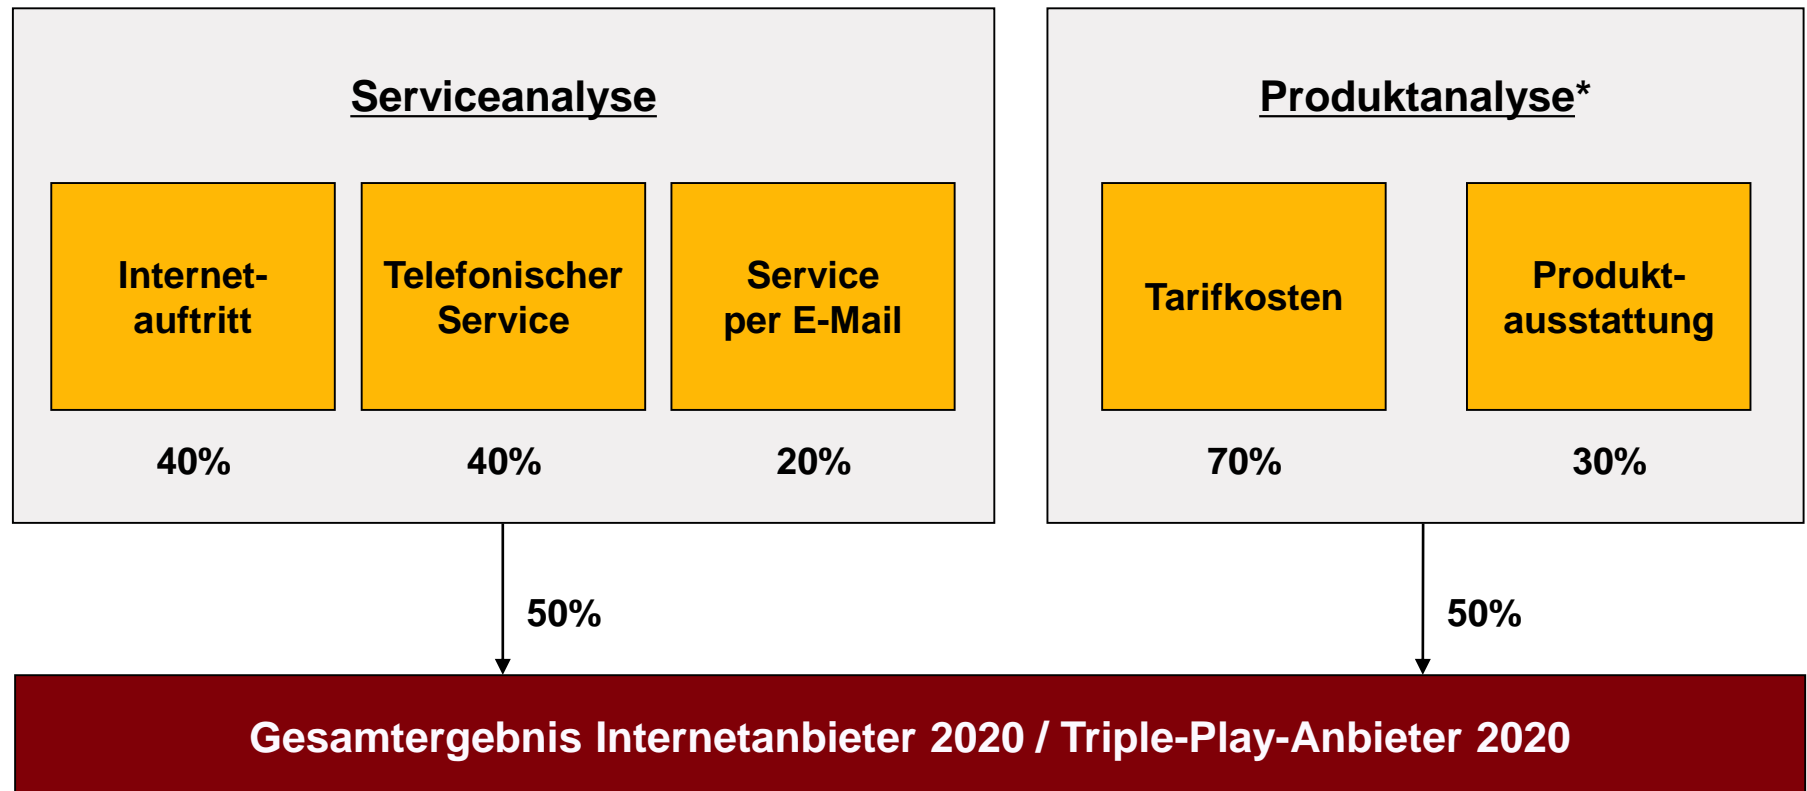 Serviceanalyse
Internet-
auftritt
Telefonischer
Service
Service
per E-Mail
40%
40%
20%
Produktanalyse*
Tarifkosten
Produkt-
ausstattung
70%
30%
50%
50%
Gesamtergebnis Internetanbieter 2020 / Triple-Play-Anbieter 2020